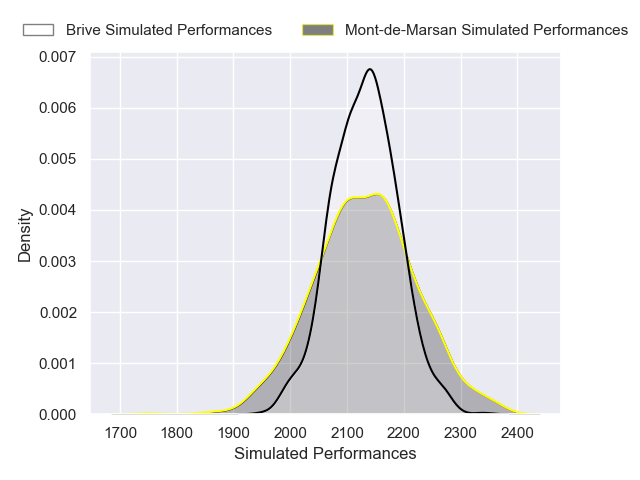 Brive Simulated Performances
Mont-de-Marsan Simulated Performances
0.007
0.006
0.005
0.004
0.003
0.002
0.001
0.000
Density
1700 1800 1900 2000 2100 2200 2300 2400
Simulated Performances